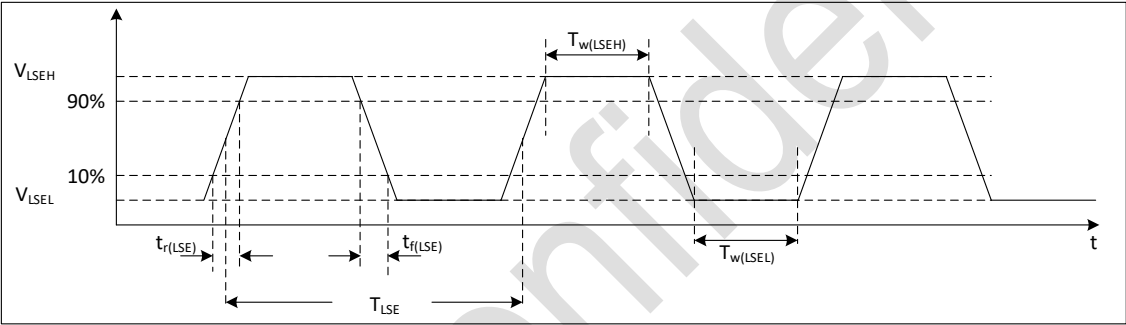 T_w(LSEH)
V_LSEH
90%
10%
V_LSEL
t_r(LSE)
t_f(LSE)
T_w(LSEL)
t
T_LSE